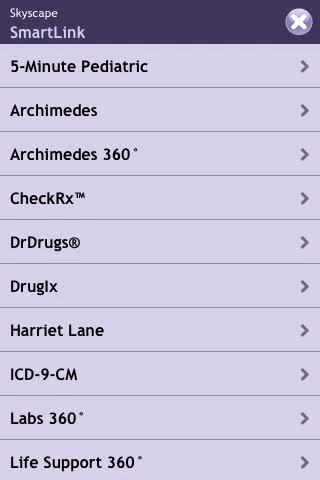 Skyscape
SmartLink
5-Minute Pediatric
Archimedes
Archimedes 360°
CheckRx™
DrDrugs®
DrugIx
Harriet Lane
ICD-9-CM
Labs 360°
Life Support 360°